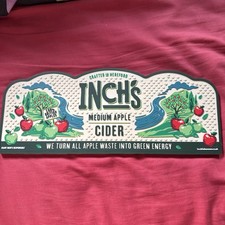 CRAFTED IN HEREFORD
INCH'S
MEDIUM APPLE
CIDER
WE TURN ALL APPLE WASTE INTO GREEN ENERGY